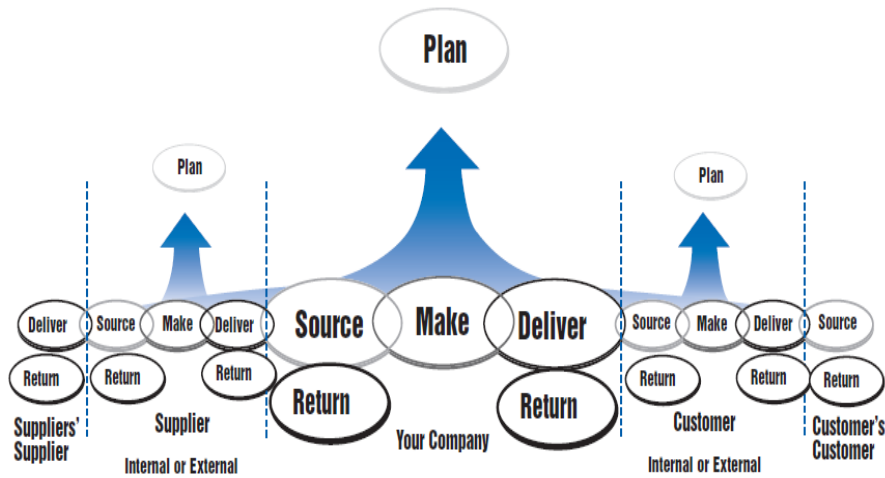 Plan
Plan
Plan
Deliver
Source
Make
Deliver
Source
Make
Deliver
Source
Make
Deliver
Source
Return
Return
Return
Return
Return
Return
Return
Return
Suppliers'
Supplier
Supplier
Internal or External
Your Company
Customer
Internal or External
Customer's
Customer